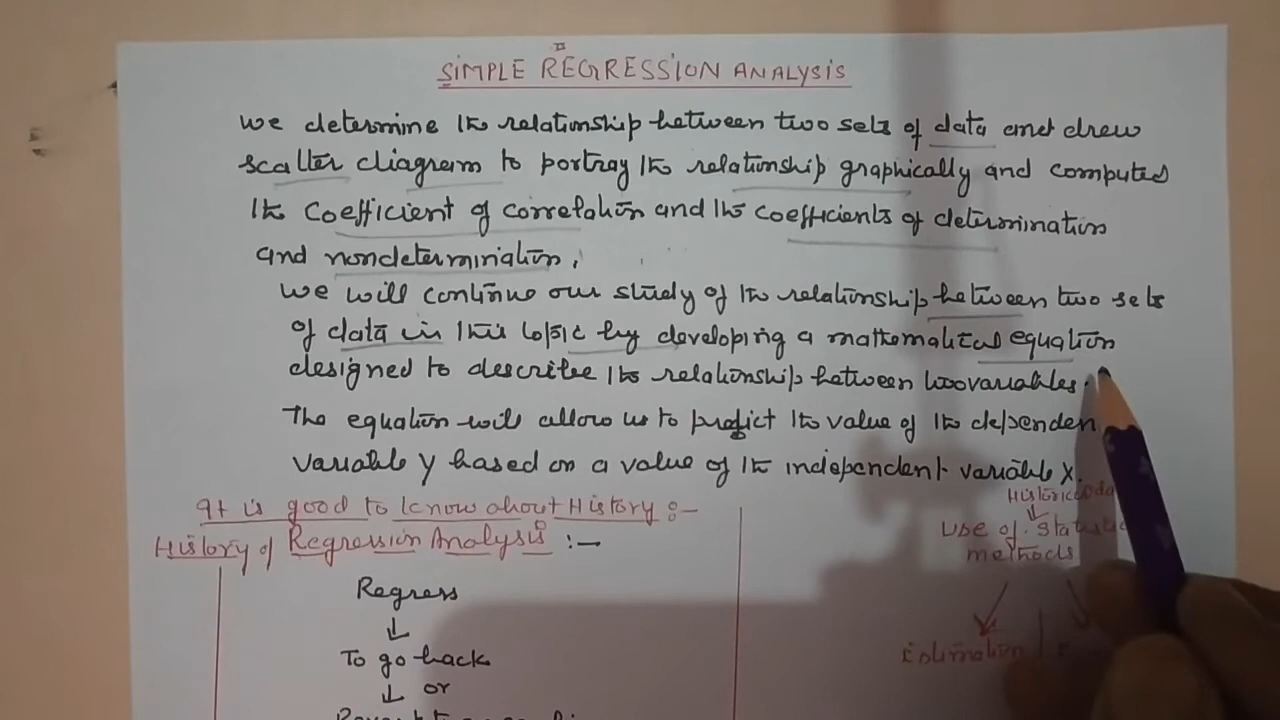 II
SIMPLE REGRESSION ANALYSIS
We determine the relationship between two sets of data and drew
scatter diagram to portray the relationship graphically and computed
the coefficient of correlation and the coefficients of determination
and nondetermination.
We will continue our study of the relationship between two sets
of data in this topic by developing a mathematical equation
designed to describe the relationship between two variables.
The equation will allow us to predict the value of the dependen
variable Y based on a value of the independent variable X.
It is good to know about History :-
History of Regression Analysis :-
Regress
↓
To go back
↓ or
Historical da
↓
Use of statistic
methods
Estimation